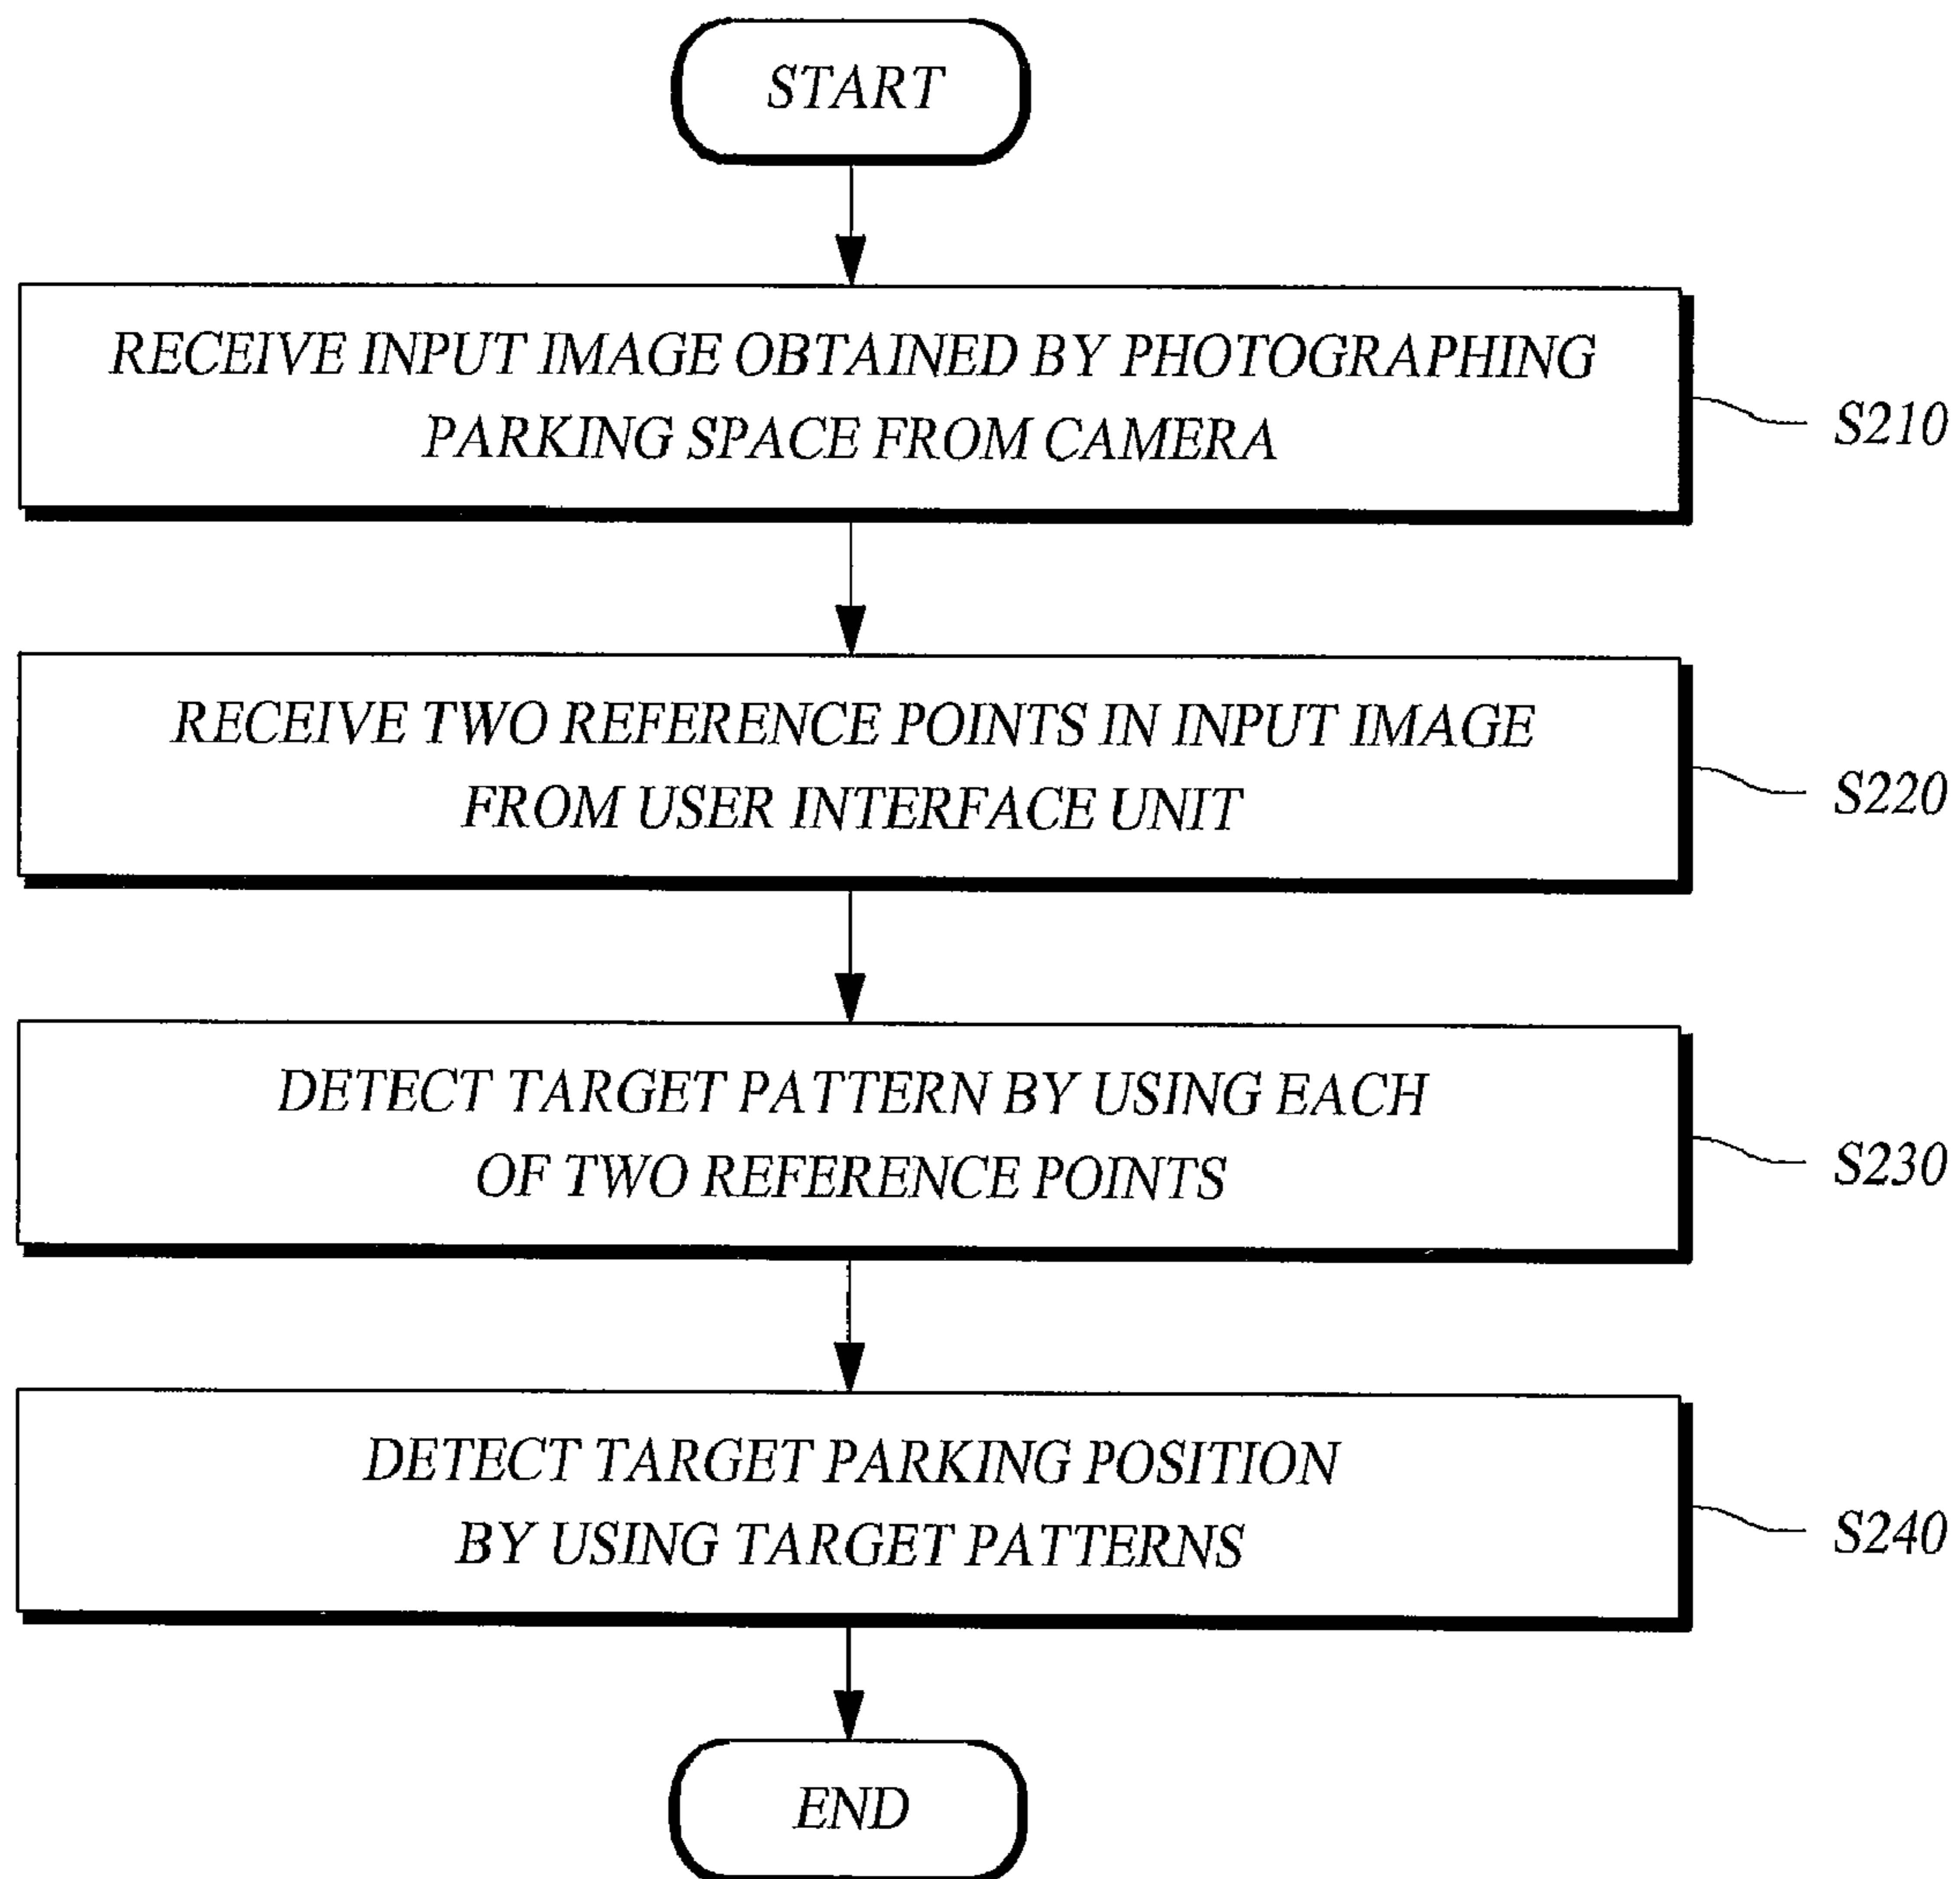 START
RECEIVE INPUT IMAGE OBTAINED BY PHOTOGRAPHING
PARKING SPACE FROM CAMERA
S210
RECEIVE TWO REFERENCE POINTS IN INPUT IMAGE
FROM USER INTERFACE UNIT
S220
DETECT TARGET PATTERN BY USING EACH
OF TWO REFERENCE POINTS
S230
DETECT TARGET PARKING POSITION
BY USING TARGET PATTERNS
S240
END